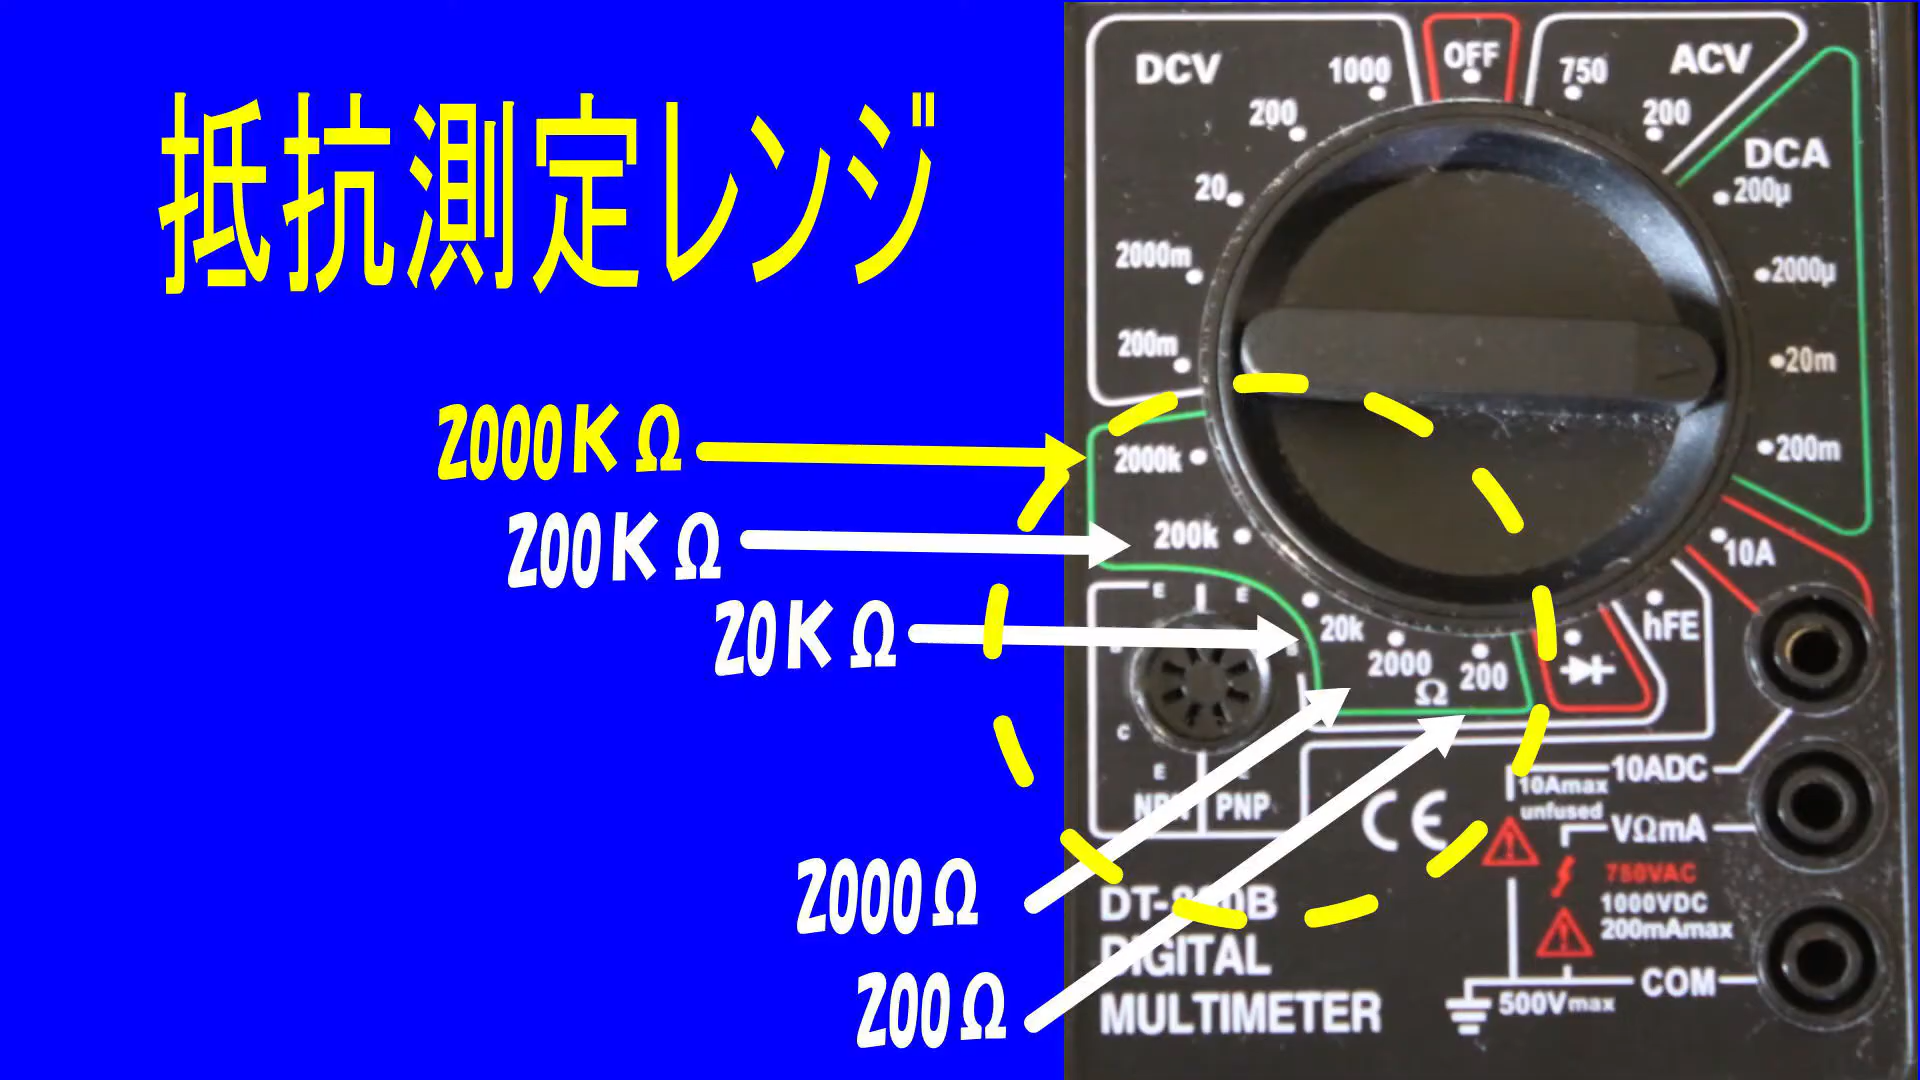 抵抗測定レンジ
2000KΩ
200KΩ
20KΩ
2000Ω
200Ω
DCV
1000
OFF
750
ACV
200
200
DCA
20
200µ
2000m
2000µ
200m
20m
2000k
200m
200k
10A
20k
2000
Ω
200
hFE
E
E
C
E
PNP
10ADC
10Amax
unfused
VΩmA
CE
750VAC
1000VDC
200mAmax
DIGITAL
MULTIMETER
COM
500Vmax